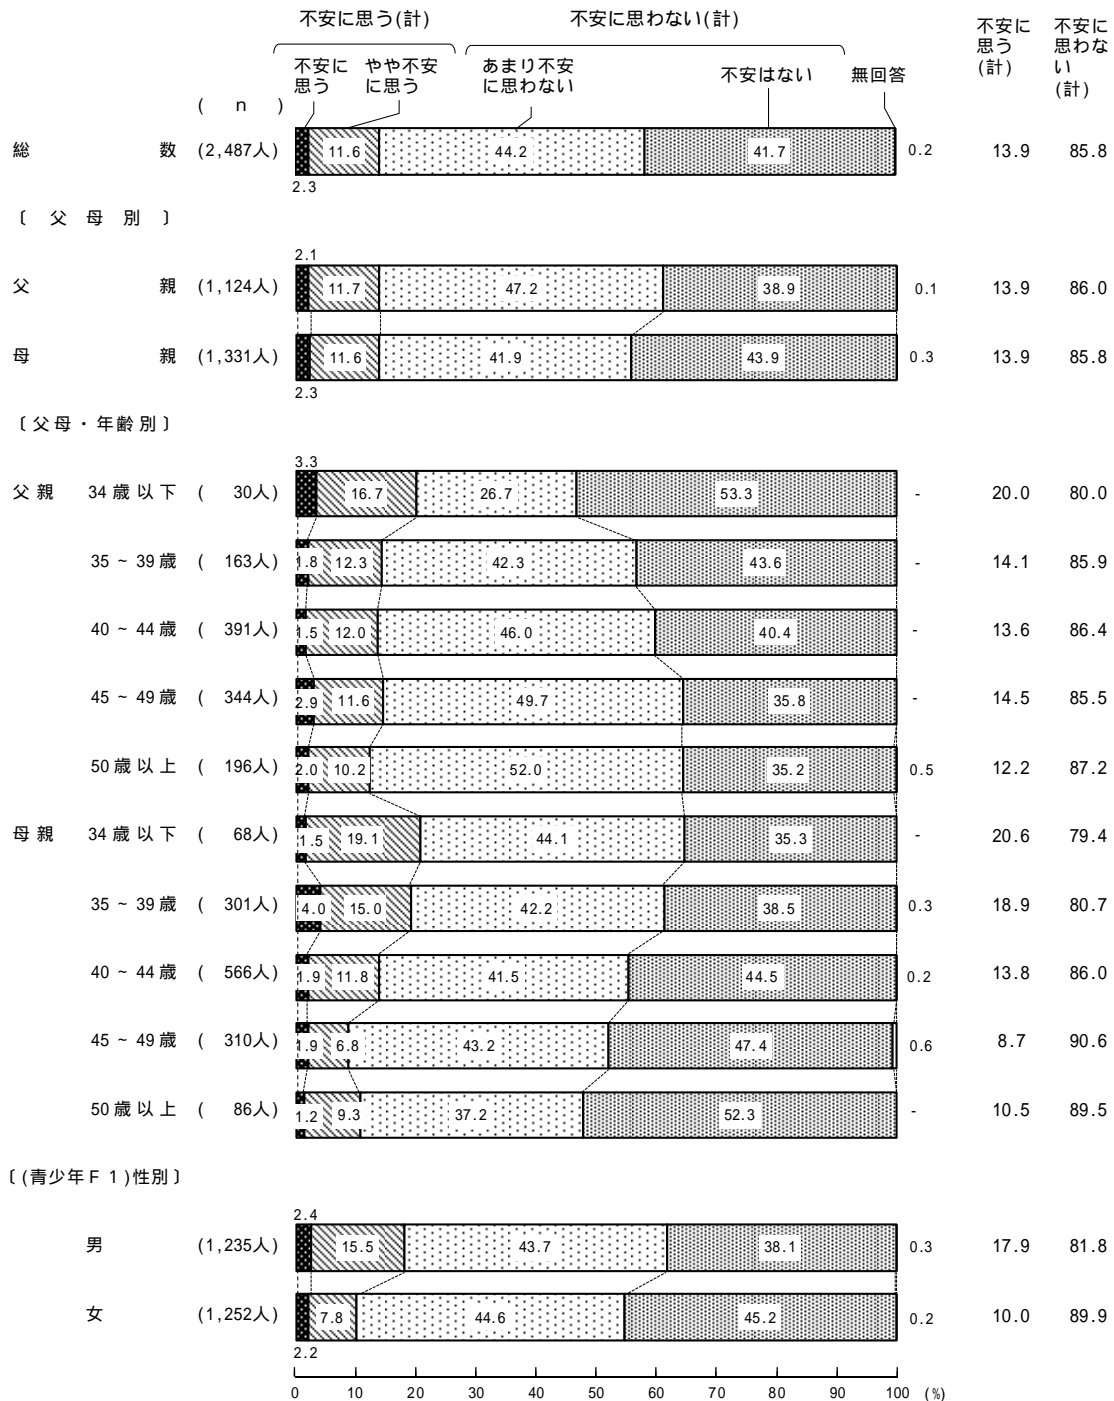 不安に思う(計) 不安に思わない(計) 不安に思う(計) 不安に思わない(計)
不安に思う やや不安に思う あまり不安に思わない 不安はない 無回答
( n )
総 数 (2,487人) 2.3 11.6 44.2 41.7 0.2 13.9 85.8
〔 父 母 別 〕
父 親 (1,124人) 2.1 11.7 47.2 38.9 0.1 13.9 86.0
母 親 (1,331人) 2.3 11.6 41.9 43.9 0.3 13.9 85.8
〔父母・年齢別〕
父親 34歳以下 ( 30人) 3.3 16.7 26.7 53.3 - 20.0 80.0
35～39歳 ( 163人) 1.8 12.3 42.3 43.6 - 14.1 85.9
40～44歳 ( 391人) 1.5 12.0 46.0 40.4 - 13.6 86.4
45～49歳 ( 344人) 2.9 11.6 49.7 35.8 - 14.5 85.5
50歳以上 ( 196人) 2.0 10.2 52.0 35.2 0.5 12.2 87.2
母親 34歳以下 ( 68人) 1.5 19.1 44.1 35.3 - 20.6 79.4
35～39歳 ( 301人) 4.0 15.0 42.2 38.5 0.3 18.9 80.7
40～44歳 ( 566人) 1.9 11.8 41.5 44.5 0.2 13.8 86.0
45～49歳 ( 310人) 1.9 6.8 43.2 47.4 0.6 8.7 90.6
50歳以上 ( 86人) 1.2 9.3 37.2 52.3 - 10.5 89.5
〔(青少年F1)性別〕
男 (1,235人) 2.4 15.5 43.7 38.1 0.3 17.9 81.8
女 (1,252人) 2.2 7.8 44.6 45.2 0.2 10.0 89.9
0 10 20 30 40 50 60 70 80 90 100 (%)